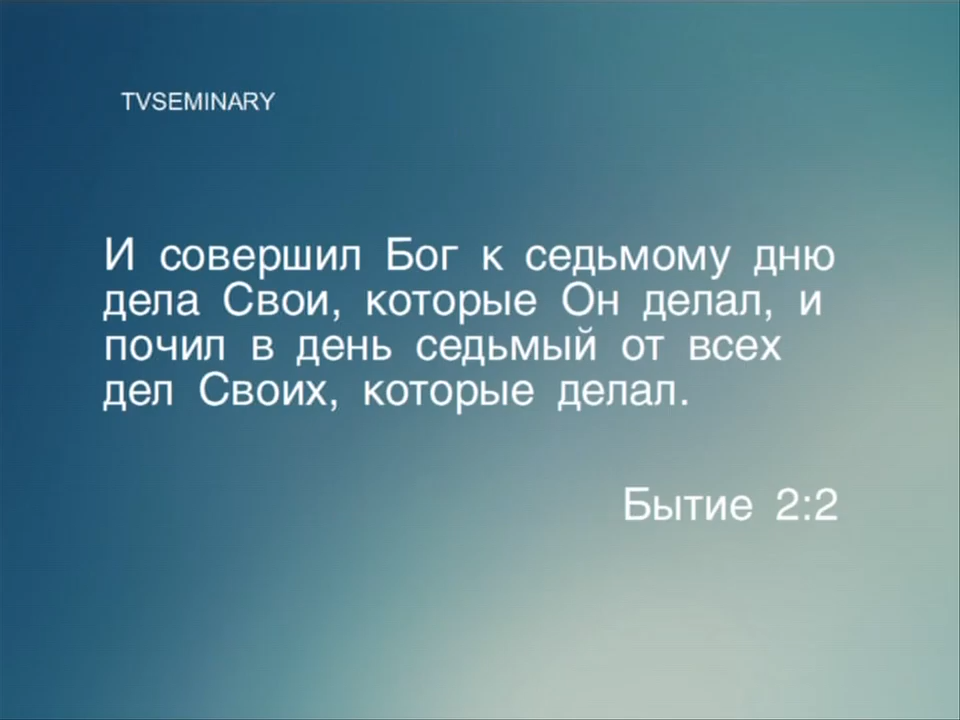 TVSEMINARY
И совершил Бог к седьмому дню
дела Свои, которые Он делал, и
почил в день седьмый от всех
дел Своих, которые делал.
Бытие 2:2